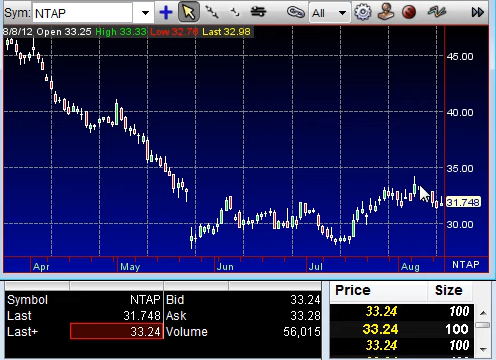 Sym: NTAP All
8/8/12 Open 33.25 High 33.33 Low 32.76 Last 32.98
45.00
40.00
35.00
31.748
30.00
Apr May Jun Jul Aug NTAP
Symbol NTAP Bid 33.24
Last 31.748 Ask 33.28
Last+ 33.24 Volume 56,015
Price Size
33.24 100
33.24 100
33.24 100